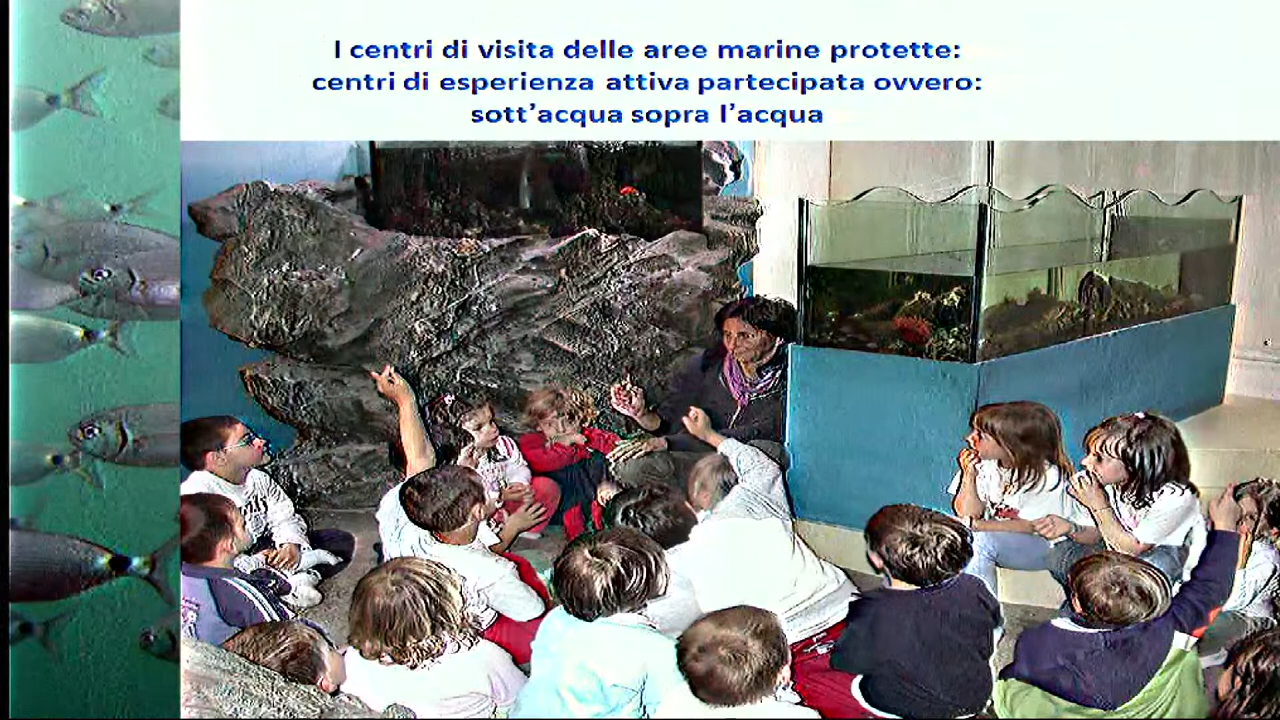 I centri di visita delle aree marine protette:
centri di esperienza attiva partecipata ovvero:
sott’acqua sopra l’acqua